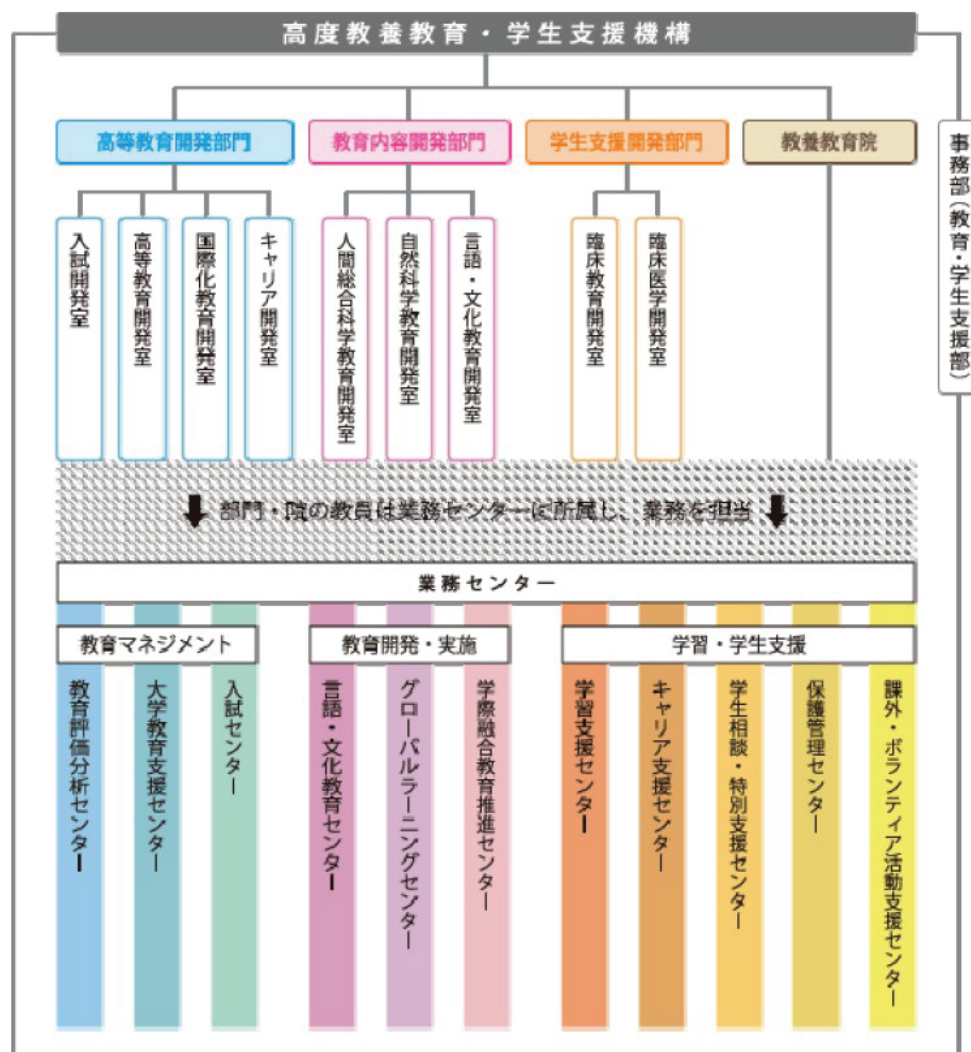 高度教養教育・学生支援機構
高等教育開発部門
教育内容開発部門
学生支援開発部門
教養教育院
事務部（教育・学生支援部）
入試開発室
高等教育開発室
国際化教育開発室
キャリア開発室
人間総合科学教育開発室
自然科学教育開発室
言語・文化教育開発室
臨床教育開発室
臨床医学開発室
部門・院の教員は業務センターに所属し、業務を担当
業務センター
教育マネジメント
教育開発・実施
学習・学生支援
教育評価分析センター
大学教育支援センター
入試センター
言語・文化教育センター
グローバルラーニングセンター
学際融合教育推進センター
学習支援センター
キャリア支援センター
学生相談・特別支援センター
保護管理センター
課外・ボランティア活動支援センター